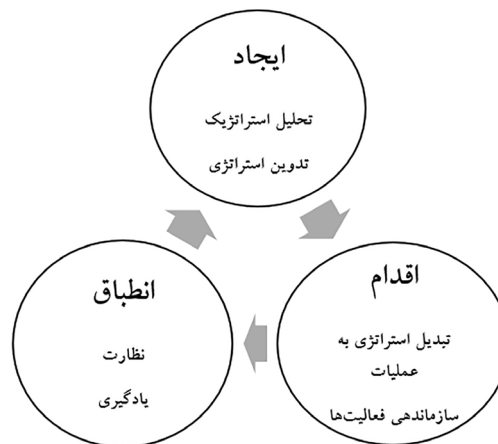 ایجاد
تحلیل استراتژیک
تدوین استراتژی
اقدام
تبدیل استراتژی به
عملیات
سازماندهی فعالیت‌ها
انطباق
نظارت
یادگیری